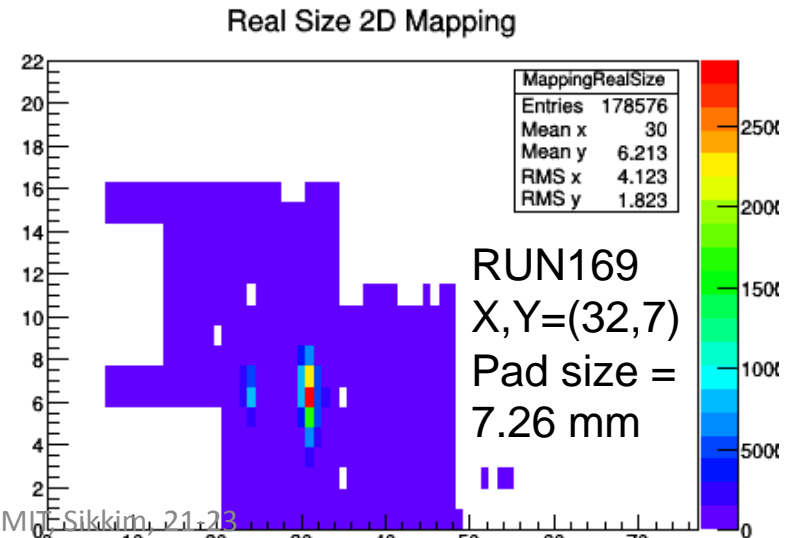 Real Size 2D Mapping
22
20
18
16
14
12
10
8
6
4
2
0
MappingRealSize
Entries 178576
Mean x 30
Mean y 6.213
RMS x 4.123
RMS y 1.823
RUN169
X,Y=(32,7)
Pad size =
7.26 mm
0
Sikkim, 21-23